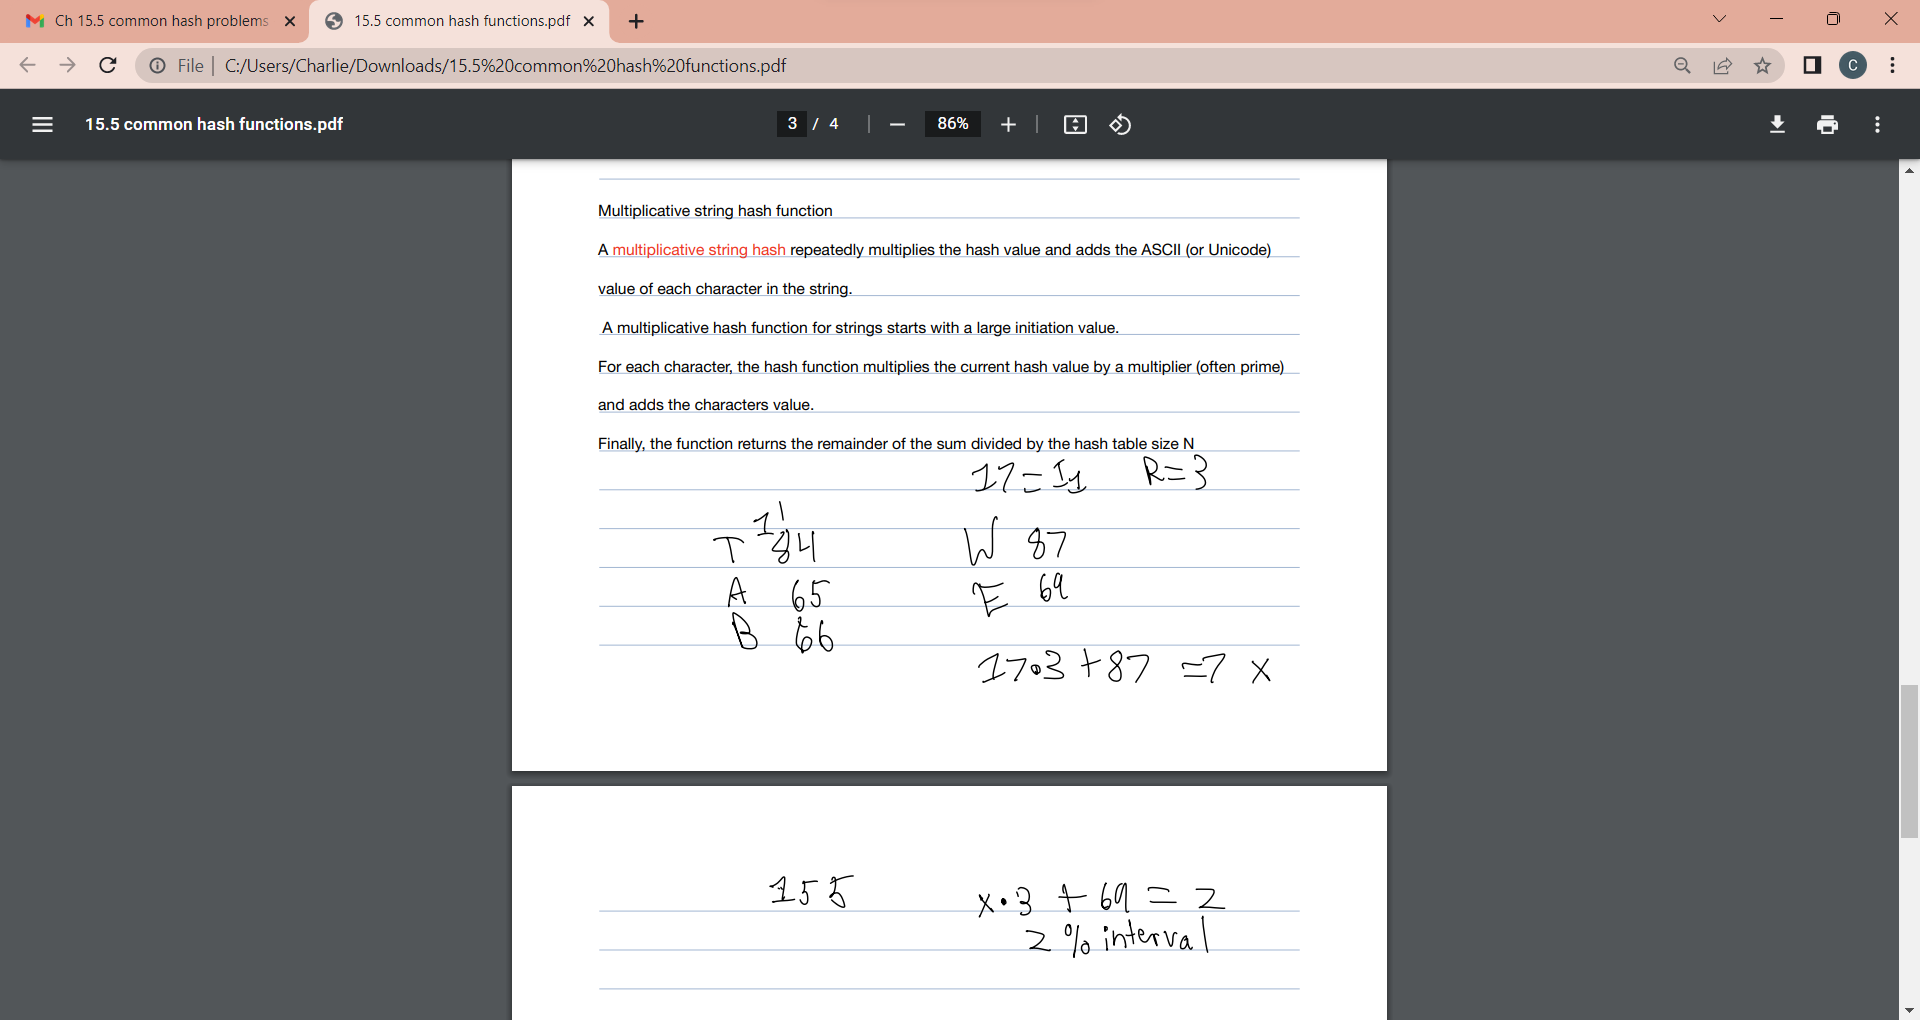 Ch 15.5 common hash problems
15.5 common hash functions.pdf
File
C:/Users/Charlie/Downloads/15.5%20common%20hash%20functions.pdf
C
15.5 common hash functions.pdf
3 / 4
86%
Multiplicative string hash function
A multiplicative string hash repeatedly multiplies the hash value and adds the ASCII (or Unicode)
value of each character in the string.
A multiplicative hash function for strings starts with a large initiation value.
For each character, the hash function multiplies the current hash value by a multiplier (often prime)
and adds the characters value.
Finally, the function returns the remainder of the sum divided by the hash table size N
17 = I1 R=3
11
T 84
W 87
A 65
E 69
B 66
17•3 +87 =7 x
155
x•3 + 69 = 2
2 % interval